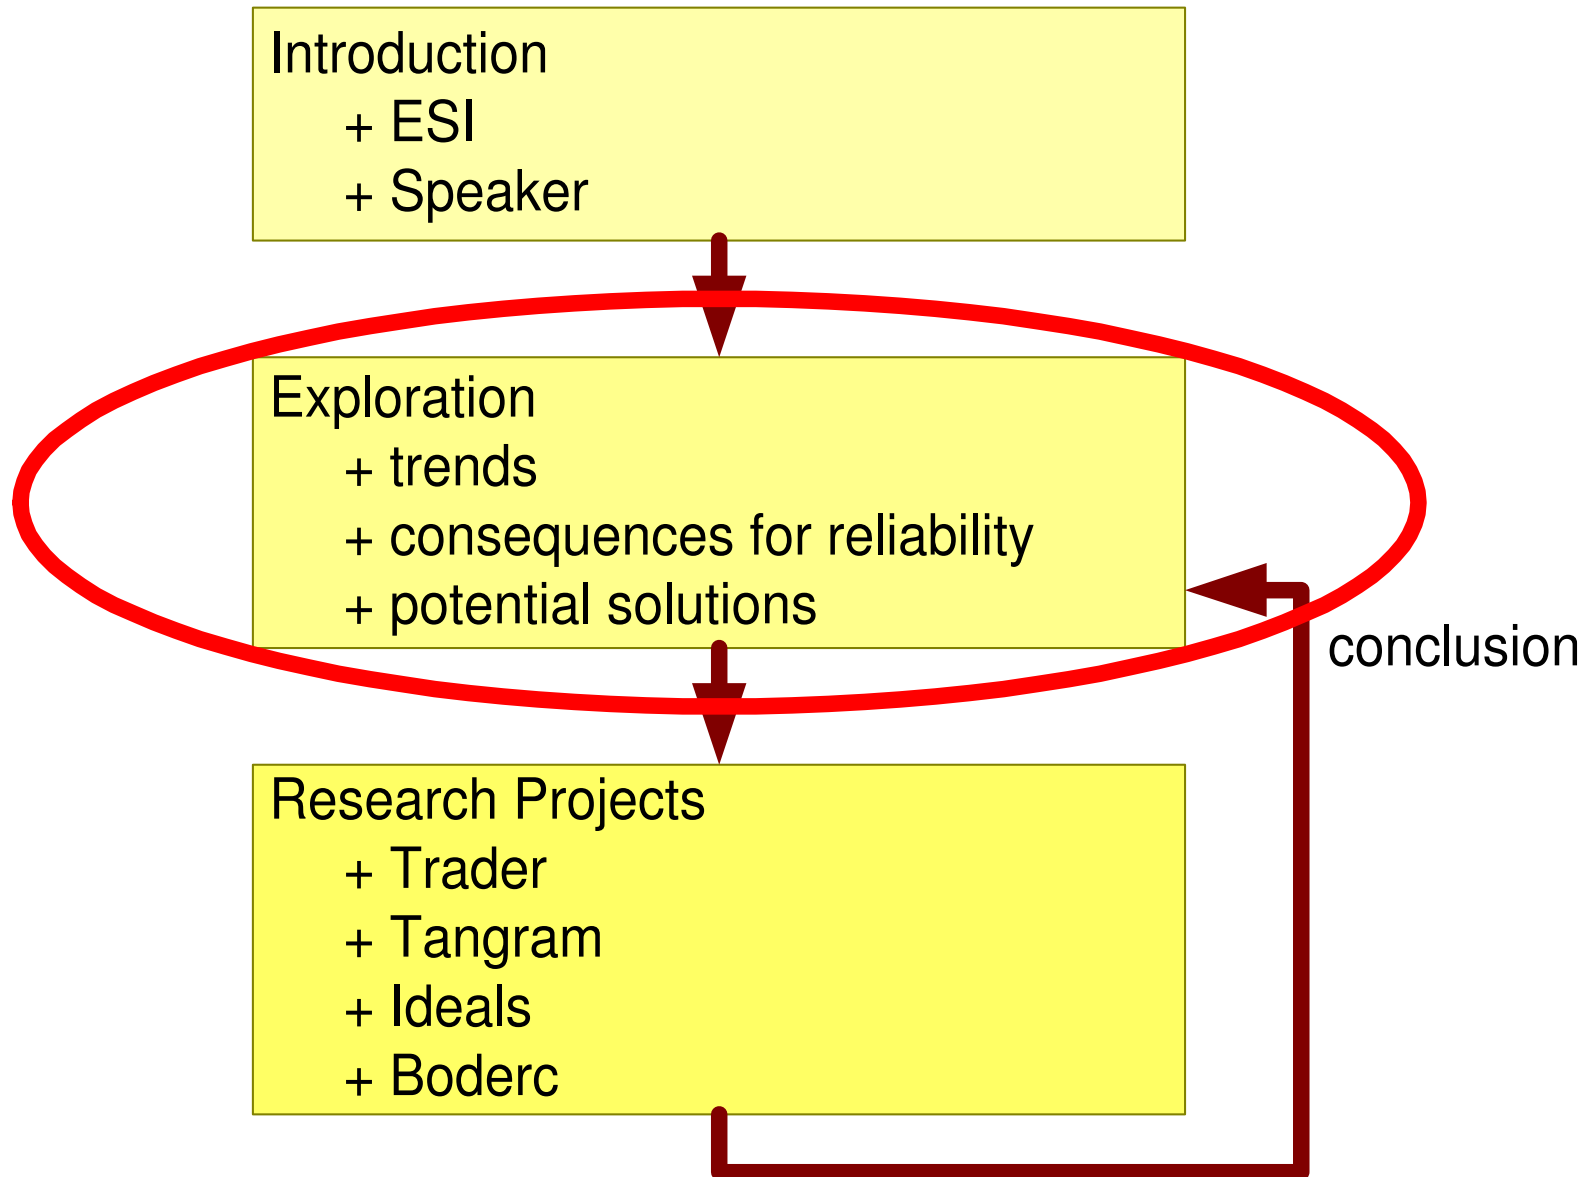 Introduction
+ ESI
+ Speaker
Exploration
+ trends
+ consequences for reliability
+ potential solutions
conclusion
Research Projects
+ Trader
+ Tangram
+ Ideals
+ Boderc